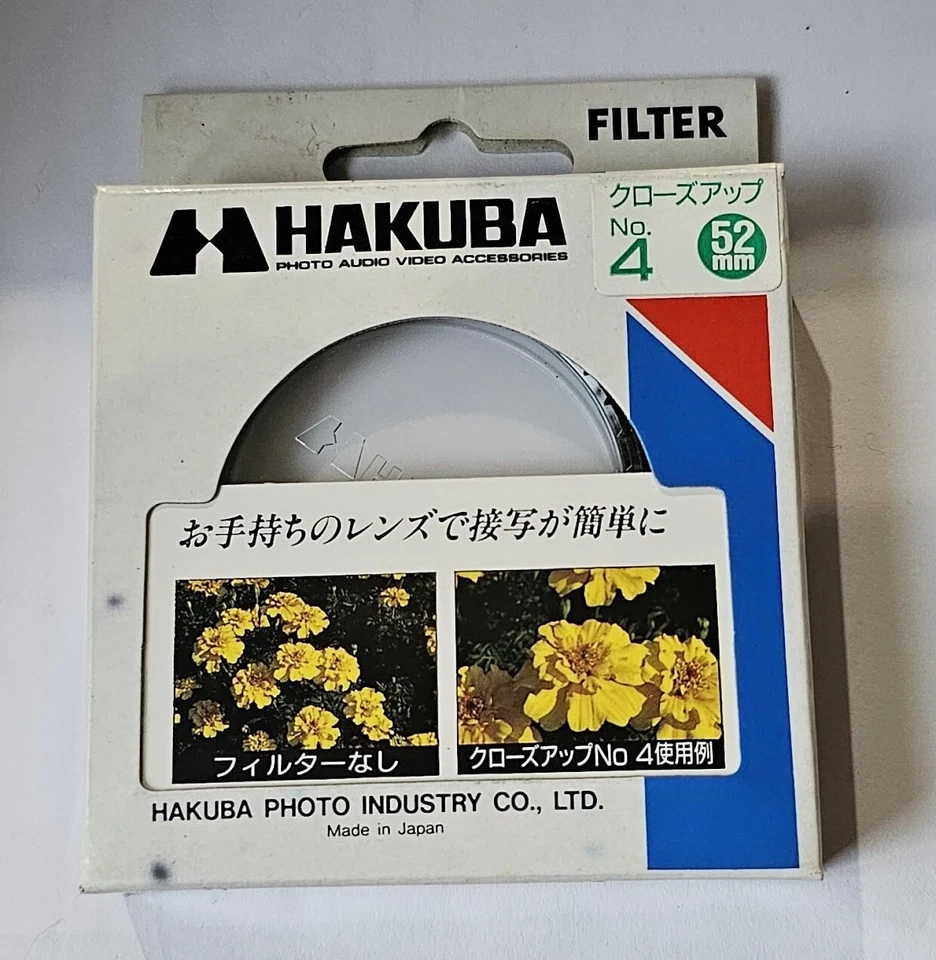 FILTER
HAKUBA
PHOTO AUDIO VIDEO ACCESSORIES
クローズアップ
No.
4
52
mm
お手持ちのレンズで接写が簡単に
フィルターなし
クローズアップNo 4使用例
HAKUBA PHOTO INDUSTRY CO., LTD.
Made in Japan